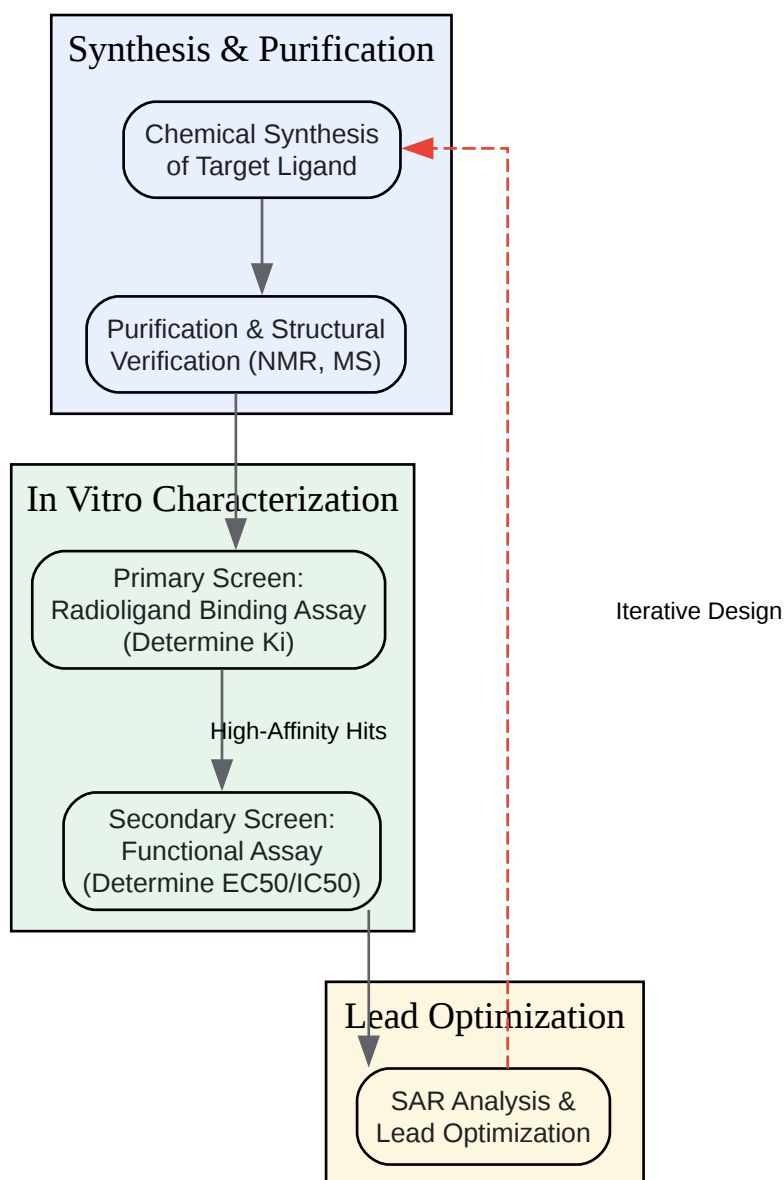 Synthesis & Purification
Chemical Synthesis
of Target Ligand
Purification & Structural
Verification (NMR, MS)
In Vitro Characterization
Primary Screen:
Radioligand Binding Assay
(Determine Ki)
Iterative Design
High-Affinity Hits
Secondary Screen:
Functional Assay
(Determine EC50/IC50)
Lead Optimization
SAR Analysis &
Lead Optimization